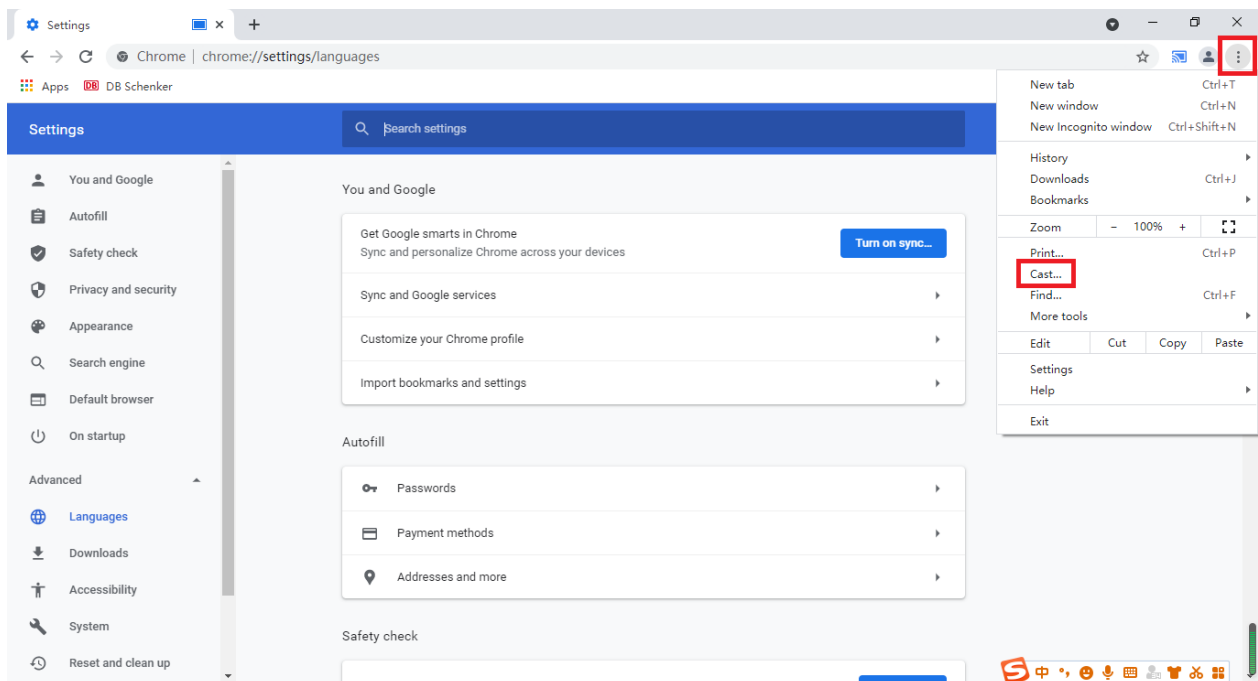 Settings
Chrome | chrome://settings/languages
Apps DB DB Schenker
Settings
Search settings
You and Google
Autofill
Safety check
Privacy and security
Appearance
Search engine
Default browser
On startup
Advanced
Languages
Downloads
Accessibility
System
Reset and clean up
You and Google
Get Google smarts in Chrome
Sync and personalize Chrome across your devices
Turn on sync...
Sync and Google services
Customize your Chrome profile
Import bookmarks and settings
Autofill
Passwords
Payment methods
Addresses and more
Safety check
New tab Ctrl+T
New window Ctrl+N
New Incognito window Ctrl+Shift+N
History
Downloads Ctrl+J
Bookmarks
Zoom - 100% +
Print... Ctrl+P
Cast...
Find... Ctrl+F
More tools
Edit Cut Copy Paste
Settings
Help
Exit
S 中 °,